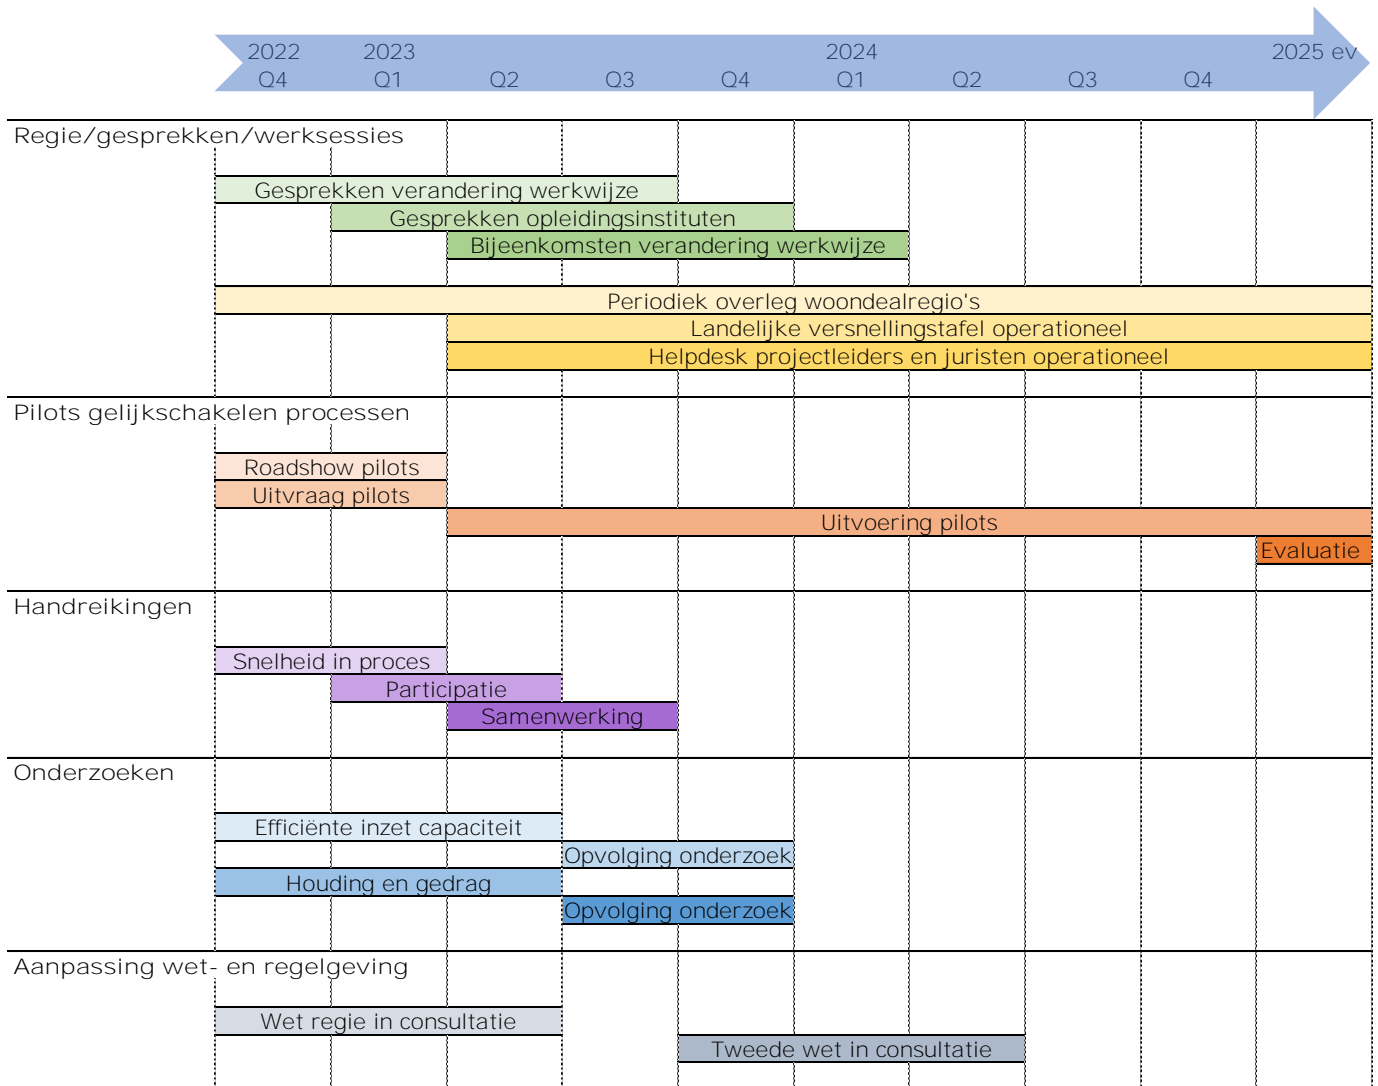 2022 2023 2024 2025 ev
Q4 Q1 Q2 Q3 Q4 Q1 Q2 Q3 Q4
Regie/gesprekken/werksessies
Gesprekken verandering werkwijze
Gesprekken opleidingsinstituten
Bijeenkomsten verandering werkwijze
Periodiek overleg woondealregio's
Landelijke versnellingstafel operationeel
Helpdesk projectleiders en juristen operationeel
Pilots gelijkschakelen processen
Roadshow pilots
Uitvraag pilots
Uitvoering pilots
Evaluatie
Handreikingen
Snelheid in proces
Participatie
Samenwerking
Onderzoeken
Efficiënte inzet capaciteit
Opvolging onderzoek
Houding en gedrag
Opvolging onderzoek
Aanpassing wet- en regelgeving
Wet regie in consultatie
Tweede wet in consultatie